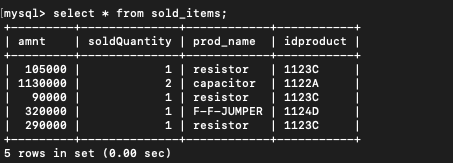 [mysql> select * from sold_items;
+---------+--------------+------------+-----------+
| amnt    | soldQuantity | prod_name  | idproduct |
+---------+--------------+------------+-----------+
|  105000 |            1 | resistor   | 1123C     |
| 1130000 |            2 | capacitor  | 1122A     |
|   90000 |            1 | resistor   | 1123C     |
|  320000 |            1 | F-F-JUMPER | 1124D     |
|  290000 |            1 | resistor   | 1123C     |
+---------+--------------+------------+-----------+
5 rows in set (0.00 sec)